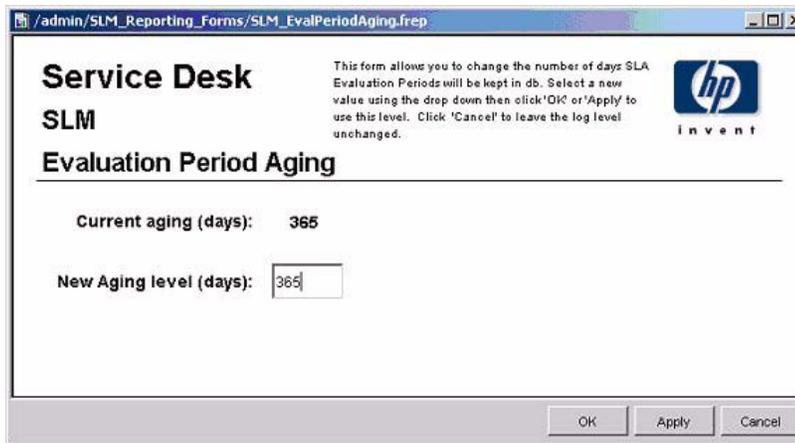 /admin/SLM_Reporting_Forms/SLM_EvalPeriodAging.frep
Service Desk
SLM
Evaluation Period Aging
This form allows you to change the number of days SLA
Evaluation Periods will be kept in db. Select a new
value using the drop down then click 'OK' or 'Apply' to
use this level. Click 'Cancel' to leave the log level
unchanged.
hp
invent
Current aging (days): 365
New Aging level (days): 365
OK Apply Cancel